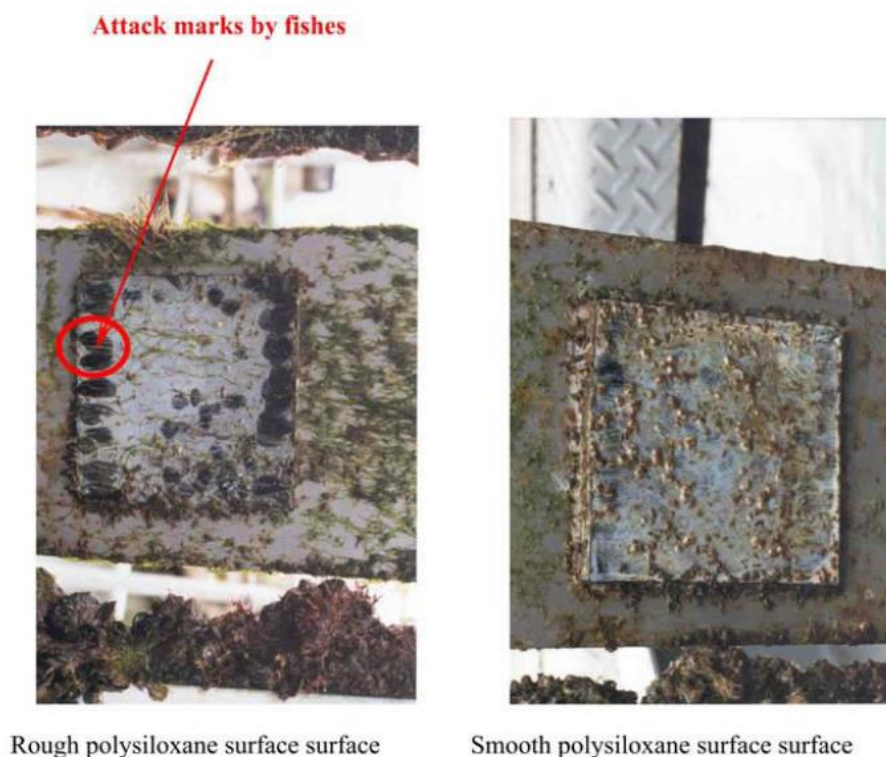 Attack marks by fishes
Rough polysiloxane surface surface
Smooth polysiloxane surface surface